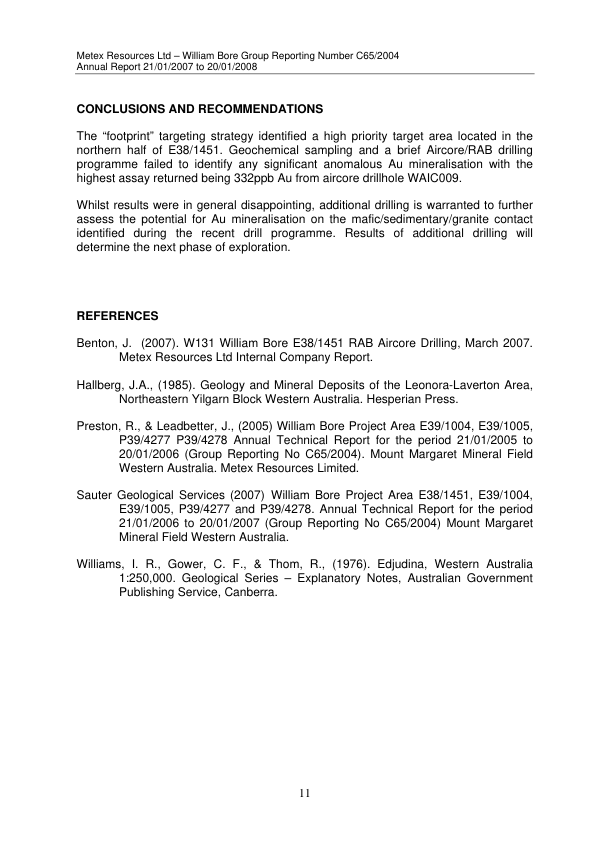 Metex Resources Ltd – William Bore Group Reporting Number C65/2004
Annual Report 21/01/2007 to 20/01/2008
CONCLUSIONS AND RECOMMENDATIONS
The “footprint” targeting strategy identified a high priority target area located in the
northern half of E38/1451. Geochemical sampling and a brief Aircore/RAB drilling
programme failed to identify any significant anomalous Au mineralisation with the
highest assay returned being 332ppb Au from aircore drillhole WAIC009.
Whilst results were in general disappointing, additional drilling is warranted to further
assess the potential for Au mineralisation on the mafic/sedimentary/granite contact
identified during the recent drill programme. Results of additional drilling will
determine the next phase of exploration.
REFERENCES
Benton, J. (2007). W131 William Bore E38/1451 RAB Aircore Drilling, March 2007.
Metex Resources Ltd Internal Company Report.
Hallberg, J.A., (1985). Geology and Mineral Deposits of the Leonora-Laverton Area,
Northeastern Yilgarn Block Western Australia. Hesperian Press.
Preston, R., & Leadbetter, J., (2005) William Bore Project Area E39/1004, E39/1005,
P39/4277 P39/4278 Annual Technical Report for the period 21/01/2005 to
20/01/2006 (Group Reporting No C65/2004). Mount Margaret Mineral Field
Western Australia. Metex Resources Limited.
Sauter Geological Services (2007) William Bore Project Area E38/1451, E39/1004,
E39/1005, P39/4277 and P39/4278. Annual Technical Report for the period
21/01/2006 to 20/01/2007 (Group Reporting No C65/2004) Mount Margaret
Mineral Field Western Australia.
Williams, I. R., Gower, C. F., & Thom, R., (1976). Edjudina, Western Australia
1:250,000. Geological Series – Explanatory Notes, Australian Government
Publishing Service, Canberra.
11